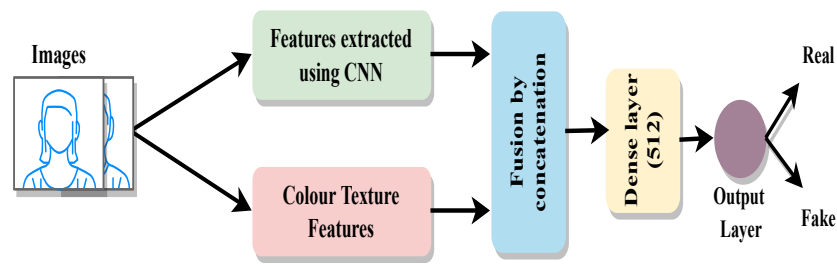 Images
Features extracted
using CNN
Colour Texture
Features
Fusion by
concatenation
Dense layer
(512)
Output
Layer
Real
Fake